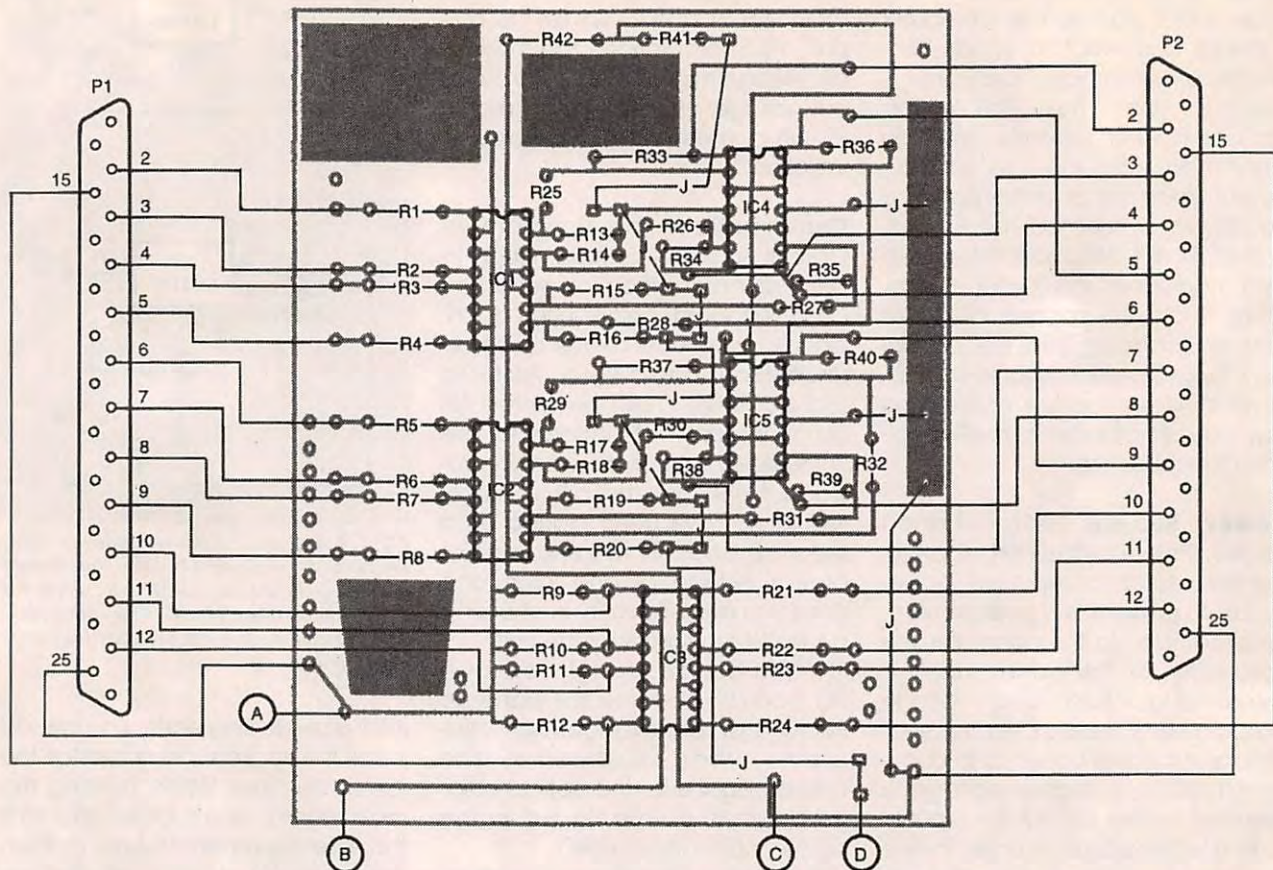 P1
P2
R42
R41
2
2
15
15
R33
R36
3
3
R25
J
R1
IC4
J
4
R26
4
R13
R14
R34
R2
5
R3
IC1
R35
5
R15
6
R27
J
6
R28
R4
R16
7
R37
R40
7
J
8
R29
IC5
J
8
R5
R30
R17
9
R18
R38
R32
9
R6
R39
R7
IC2
10
R19
R31
10
R8
R20
11
11
R9
R21
12
12
25
R10
IC3
R22
J
25
R11
R23
A
R12
R24
J
B
C
D